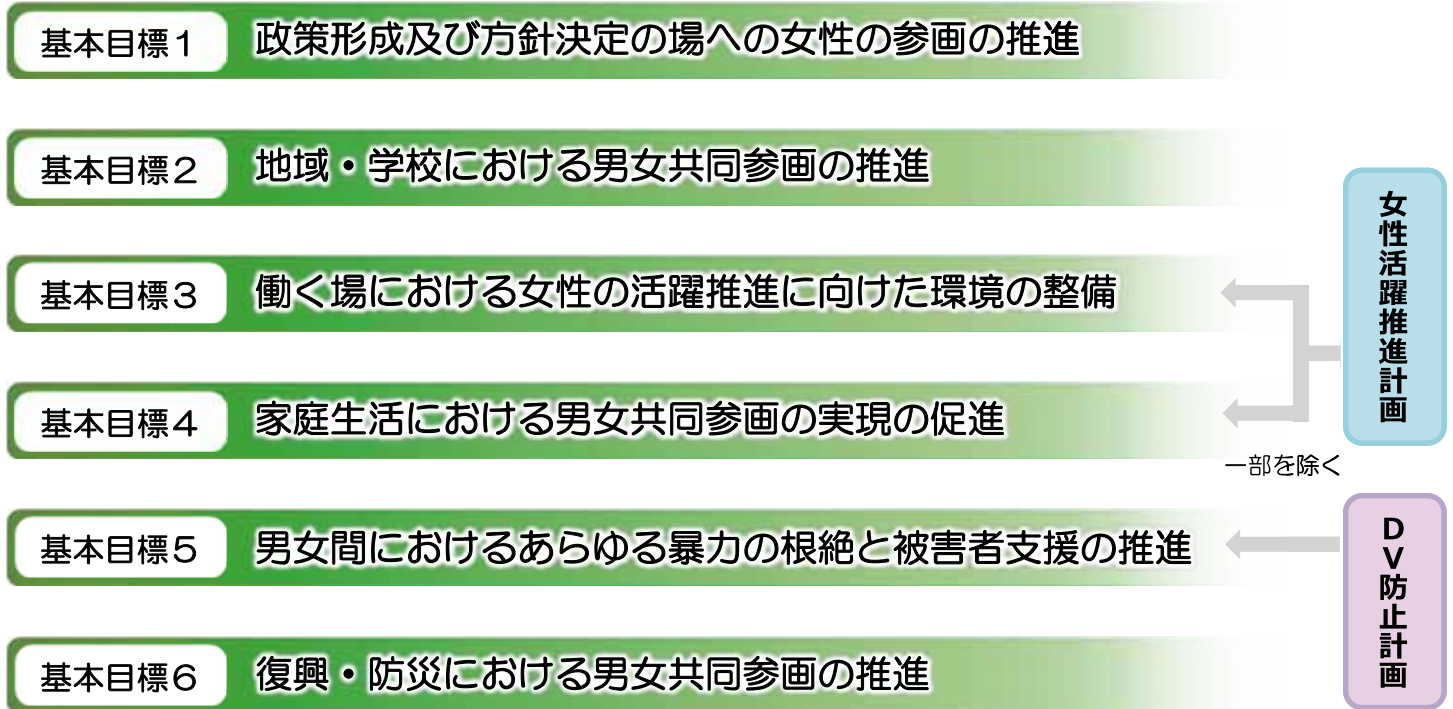 基本目標１ 政策形成及び方針決定の場への女性の参画の推進
基本目標２ 地域・学校における男女共同参画の推進
基本目標３ 働く場における女性の活躍推進に向けた環境の整備
基本目標４ 家庭生活における男女共同参画の実現の促進
一部を除く
基本目標５ 男女間におけるあらゆる暴力の根絶と被害者支援の推進
基本目標６ 復興・防災における男女共同参画の推進
女性活躍推進計画
ＤＶ防止計画